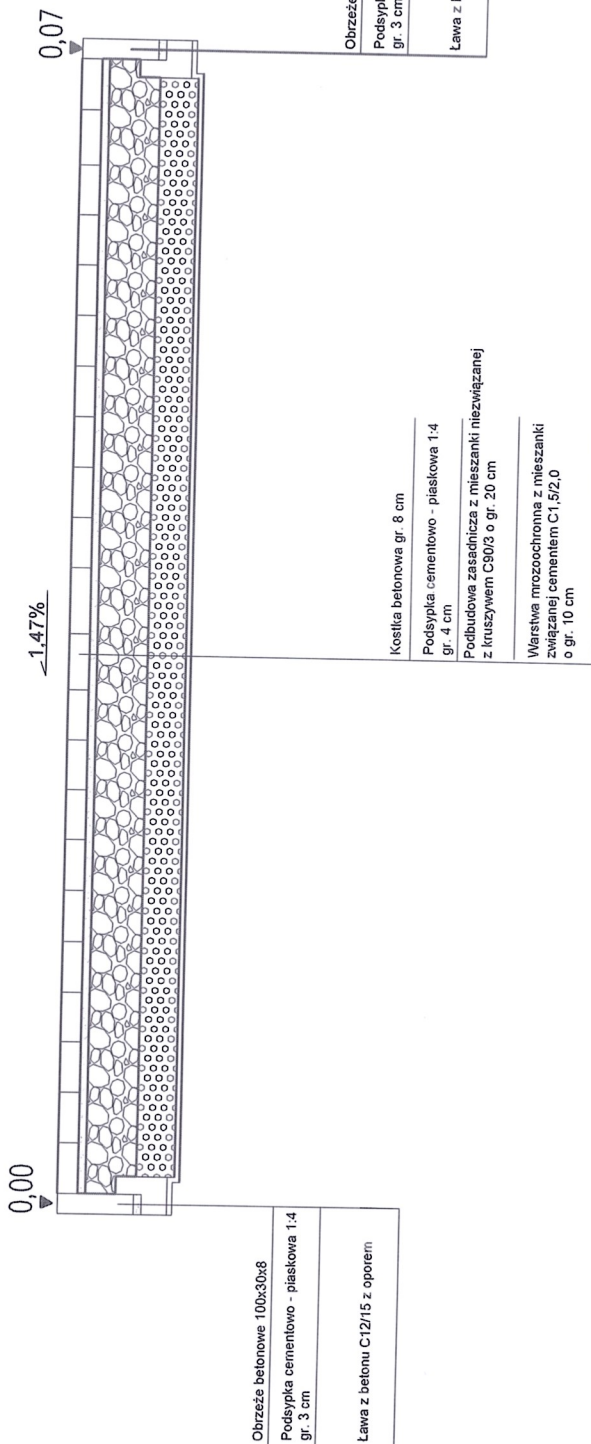 0,00
1,47%
0,07
Obrzeże betonowe 100x30x8
Podsypka cementowo - piaskowa 1:4
gr. 3 cm
Ława z betonu C12/15 z oporem
Kostka betonowa gr. 8 cm
Podsypka cementowo - piaskowa 1:4
gr. 4 cm
Podbudowa zasadnicza z mieszanki niezwiązanej
z kruszywem C90/3 o gr. 20 cm
Warstwa mrozoochronna z mieszanki
związanej cementem C1,5/2,0
o gr. 10 cm
Obrzeże
gr. 3 cm
Ława z